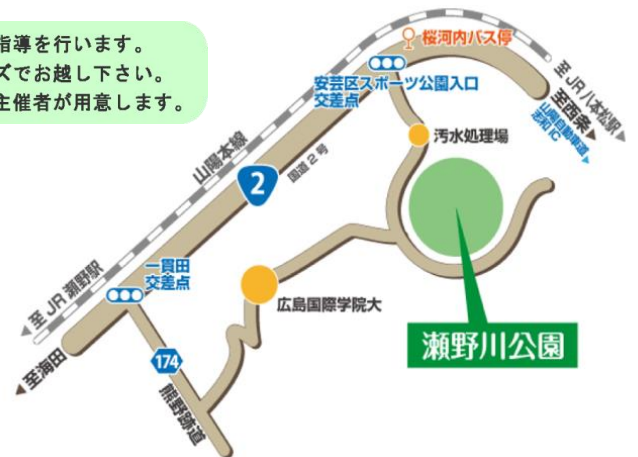 指導を行います。
ズでお越し下さい。
主催者が用意します。
桜河内バス停
安芸区スポーツ公園入口
交差点
至JR八本松駅
至西条
山陽自動車道
志和IC
汚水処理場
山陽本線
2
国道2号
一貫田
交差点
至JR瀬野駅
広島国際学院大
瀬野川公園
至海田
174
熊野跡道